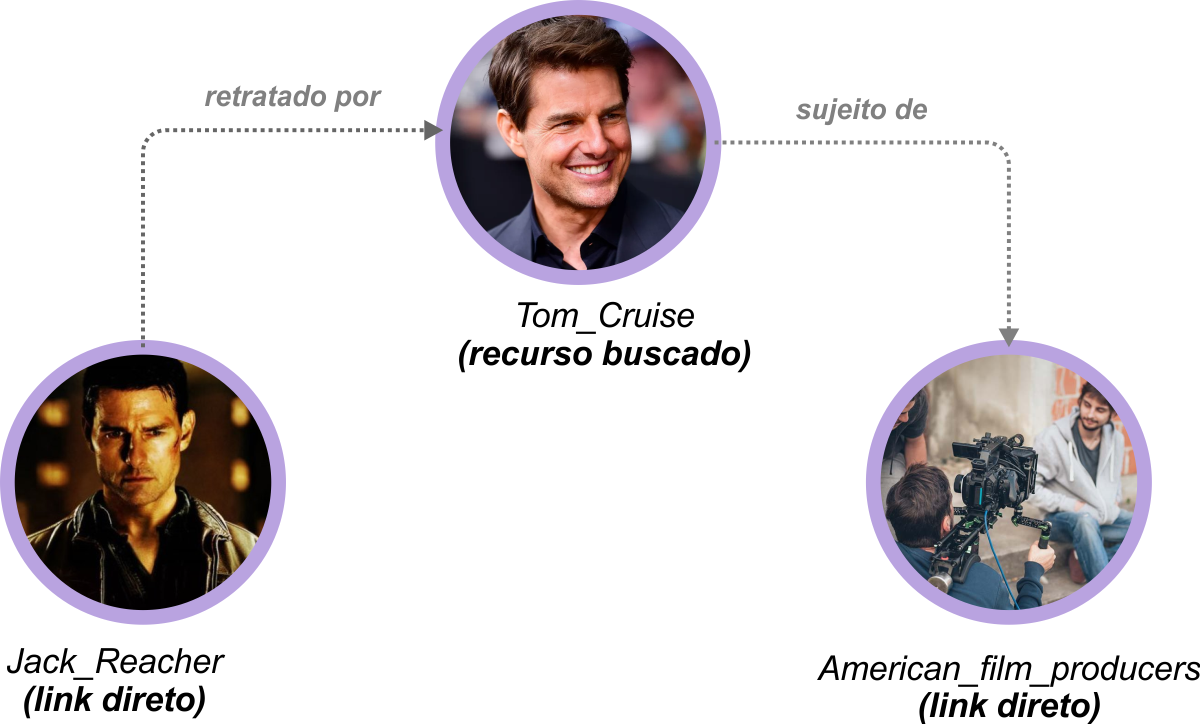 retratado por
sujeito de
Tom_Cruise
(recurso buscado)
Jack_Reacher
(link direto)
American_film_producers
(link direto)